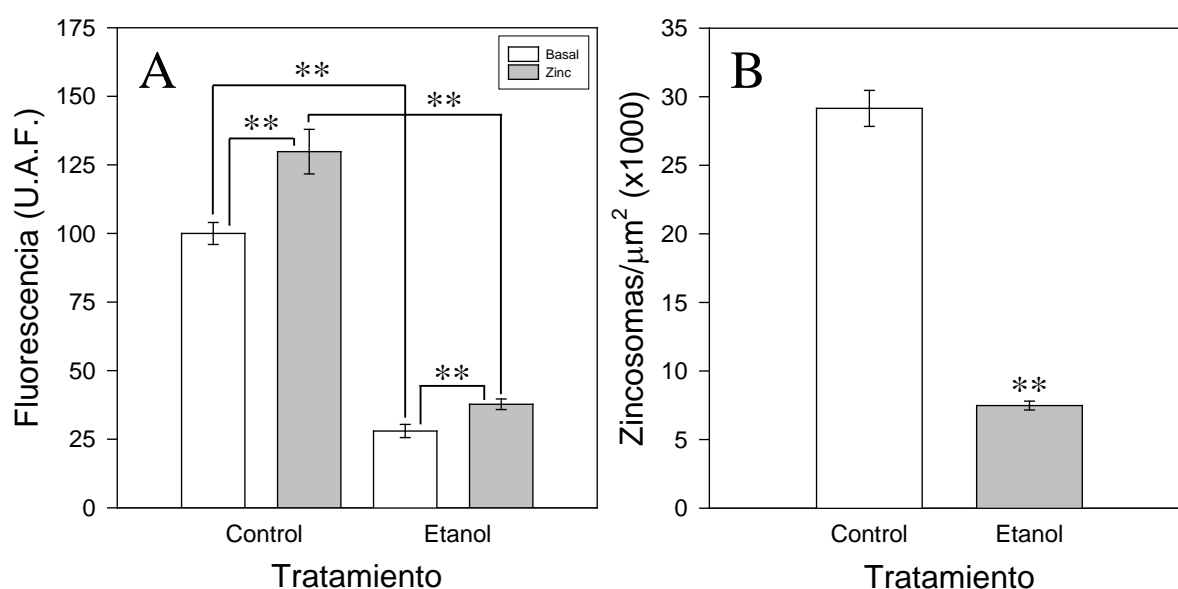 A
Basal
Zinc
**
**
**
**
175
150
125
100
75
50
25
0
Fluorescencia (U.A.F.)
Control
Etanol
Tratamiento
B
35
30
25
20
15
10
5
0
Zincosomas/μm² (x1000)
**
Control
Etanol
Tratamiento